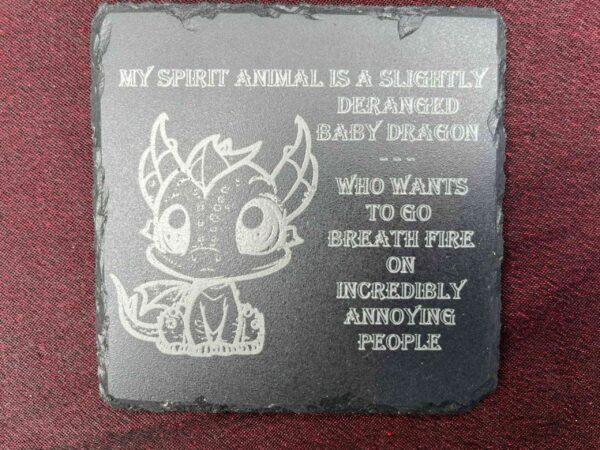 MY SPIRIT ANIMAL IS A SLIGHTLY
DERANGED
BABY DRAGON
---
WHO WANTS
TO GO
BREATH FIRE
ON
INCREDIBLY
ANNOYING
PEOPLE